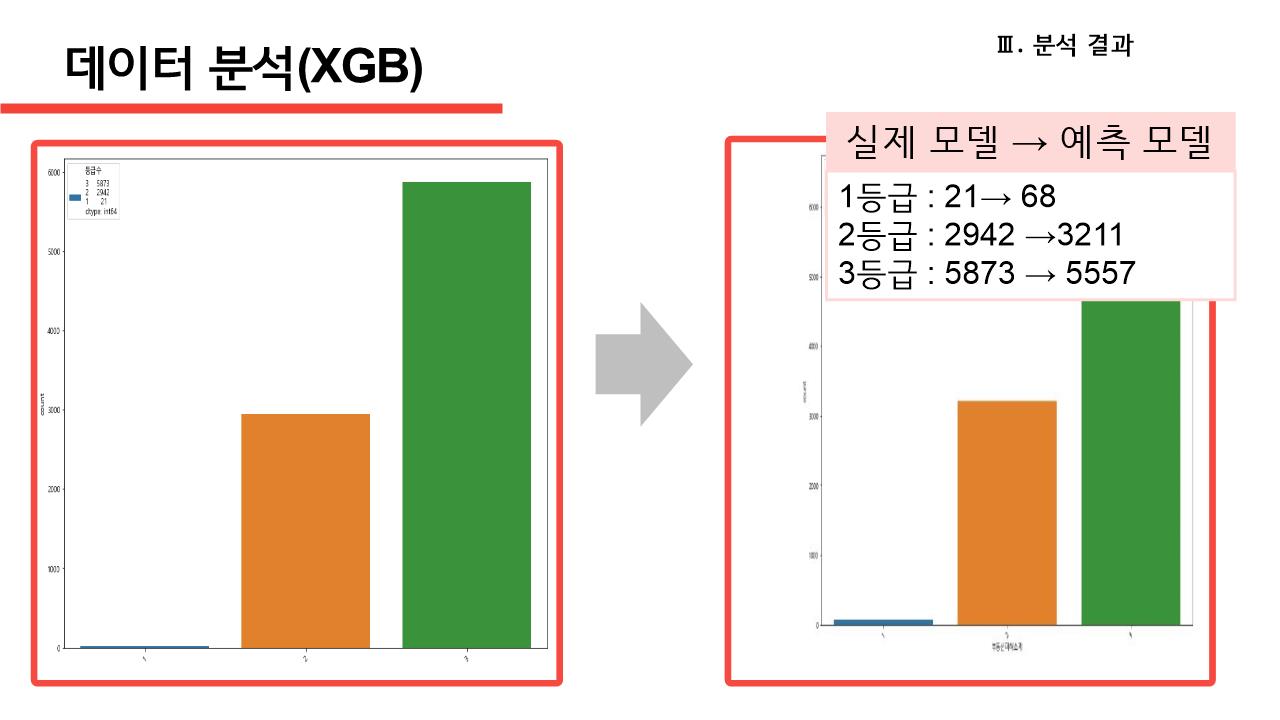 데이터 분석(XGB)
Ⅲ. 분석 결과
실제 모델 → 예측 모델
1등급 : 21→ 68
2등급 : 2942 →3211
3등급 : 5873 → 5557
등급수
3 5873
2 2942
1 21
dtype: int64
6000
5000
4000
3000
2000
1000
0
count
1 2 3
6000
5000
4000
3000
2000
1000
0
count
1